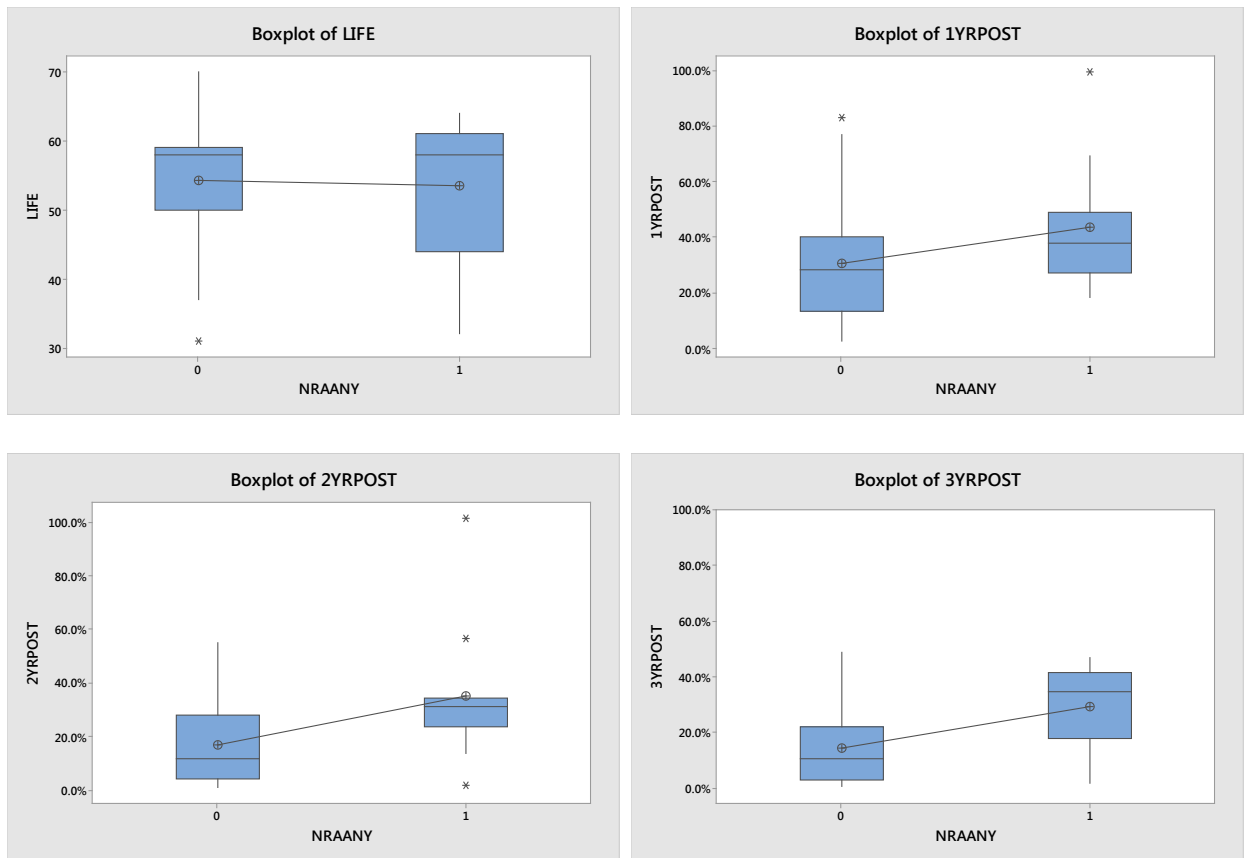 Boxplot of LIFE
70
60
50
40
30
LIFE
0 1
NRAANY
Boxplot of 1YRPOST
100.0%
80.0%
60.0%
40.0%
20.0%
0.0%
1YRPOST
0 1
NRAANY
Boxplot of 2YRPOST
100.0%
80.0%
60.0%
40.0%
20.0%
0.0%
2YRPOST
0 1
NRAANY
Boxplot of 3YRPOST
100.0%
80.0%
60.0%
40.0%
20.0%
0.0%
3YRPOST
0 1
NRAANY